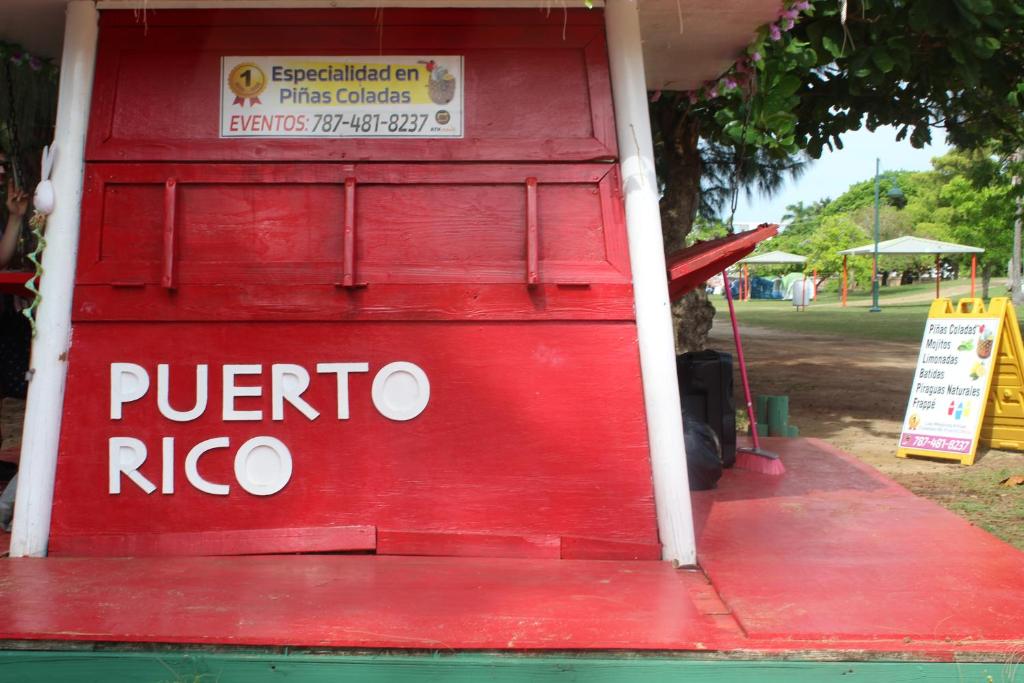 1
Especialidad en
Piñas Coladas
EVENTOS: 787-481-8237
PUERTO
RICO
Piñas Coladas
Mojitos
Limonadas
Batidas
Piraguas Naturales
Frappé
787-481-8237